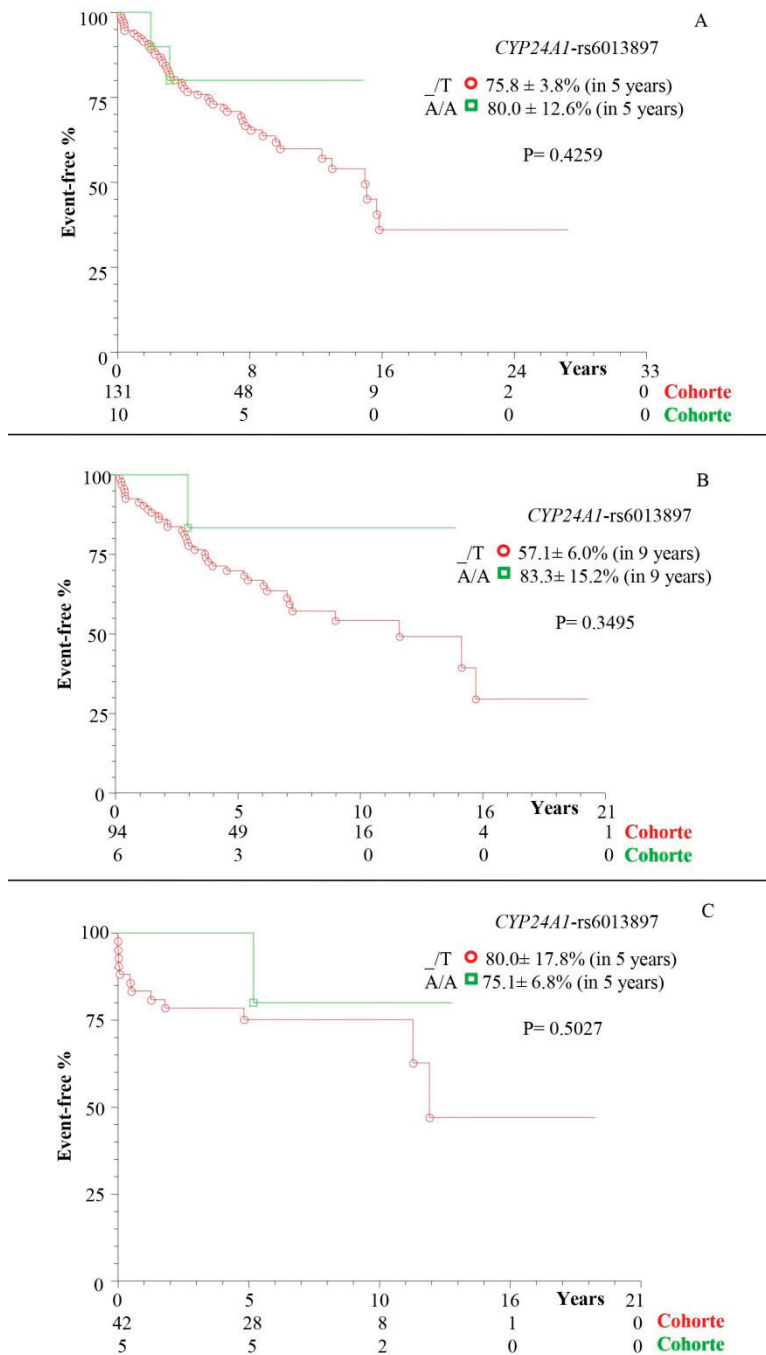 A
CYP24A1-rs6013897
_/T 75.8 ± 3.8% (in 5 years)
A/A 80.0 ± 12.6% (in 5 years)
P= 0.4259
Event-free %
100
75
50
25
0
0 8 16 24 33
Years
131 48 9 2 0 Cohorte
10 5 0 0 0 Cohorte
B
CYP24A1-rs6013897
_/T 57.1± 6.0% (in 9 years)
A/A 83.3± 15.2% (in 9 years)
P= 0.3495
Event-free %
100
75
50
25
0
0 5 10 16 21
Years
94 49 16 4 1 Cohorte
6 3 0 0 0 Cohorte
C
CYP24A1-rs6013897
_/T 80.0± 17.8% (in 5 years)
A/A 75.1± 6.8% (in 5 years)
P= 0.5027
Event-free %
100
75
50
25
0
0 5 10 16 21
Years
42 28 8 1 0 Cohorte
5 5 2 0 0 Cohorte